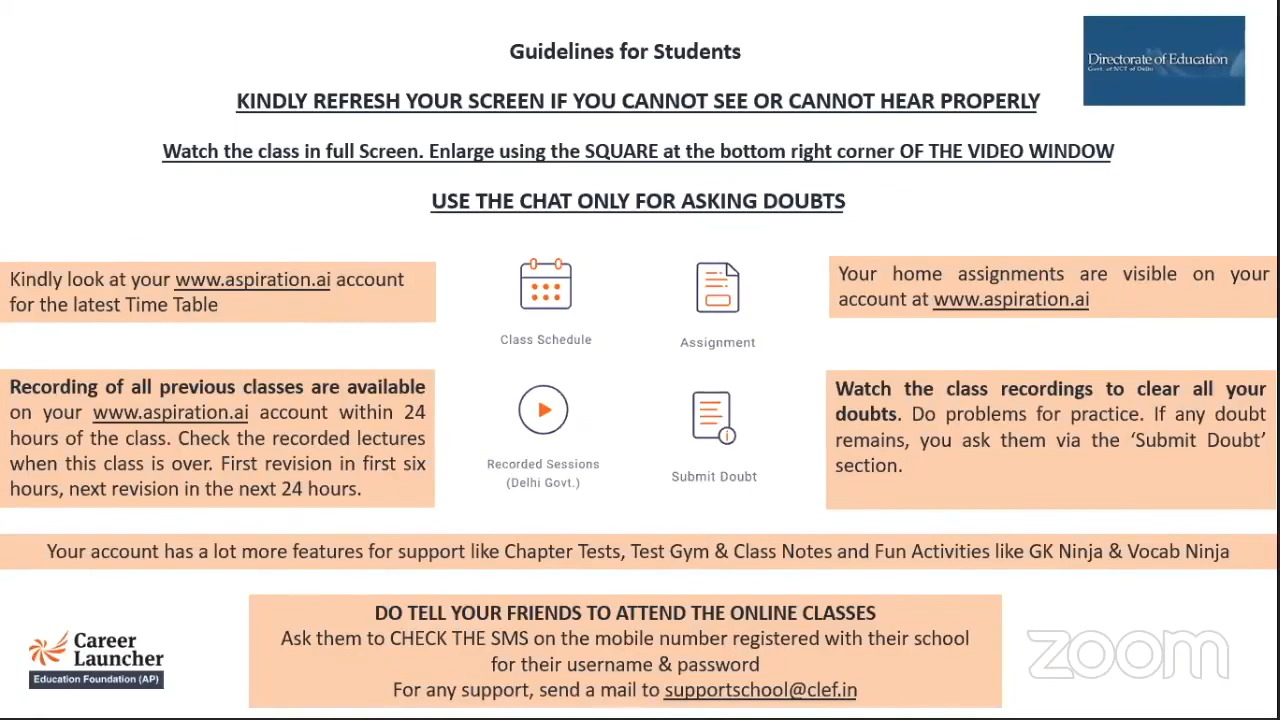 Guidelines for Students
Directorate of Education
Govt. of NCT of Delhi
KINDLY REFRESH YOUR SCREEN IF YOU CANNOT SEE OR CANNOT HEAR PROPERLY
Watch the class in full Screen. Enlarge using the SQUARE at the bottom right corner OF THE VIDEO WINDOW
USE THE CHAT ONLY FOR ASKING DOUBTS
Kindly look at your www.aspiration.ai account
for the latest Time Table
Class Schedule
Assignment
Your home assignments are visible on your
account at www.aspiration.ai
Recording of all previous classes are available
on your www.aspiration.ai account within 24
hours of the class. Check the recorded lectures
when this class is over. First revision in first six
hours, next revision in the next 24 hours.
Recorded Sessions
(Delhi Govt.)
Submit Doubt
Watch the class recordings to clear all your
doubts. Do problems for practice. If any doubt
remains, you ask them via the ‘Submit Doubt’
section.
Your account has a lot more features for support like Chapter Tests, Test Gym & Class Notes and Fun Activities like GK Ninja & Vocab Ninja
Career
Launcher
Education Foundation (AP)
DO TELL YOUR FRIENDS TO ATTEND THE ONLINE CLASSES
Ask them to CHECK THE SMS on the mobile number registered with their school
for their username & password
For any support, send a mail to supportschool@clef.in
zoom